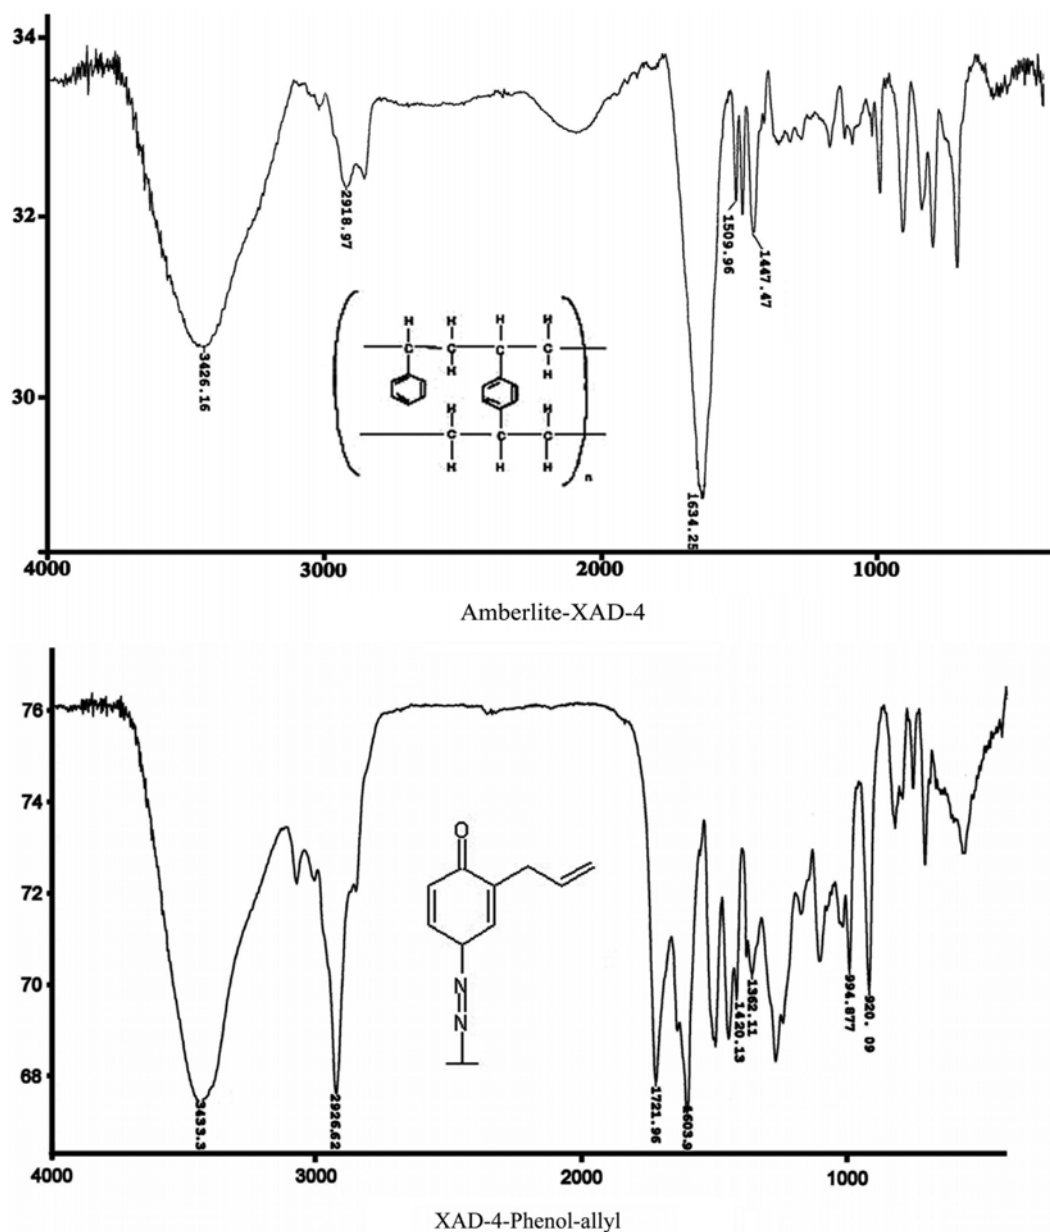 34
32
30
3426.16
2918.97
1634.25
1509.96
1447.47
H H H H
C C C C
H H
H H
C C C
H H H
n
4000 3000 2000 1000
Amberlite-XAD-4
76
74
72
70
68
3433.3
2926.62
1721.96
1603.9
1420.13
1362.11
994.877
920.09
O
N
N
4000 3000 2000 1000
XAD-4-Phenol-allyl